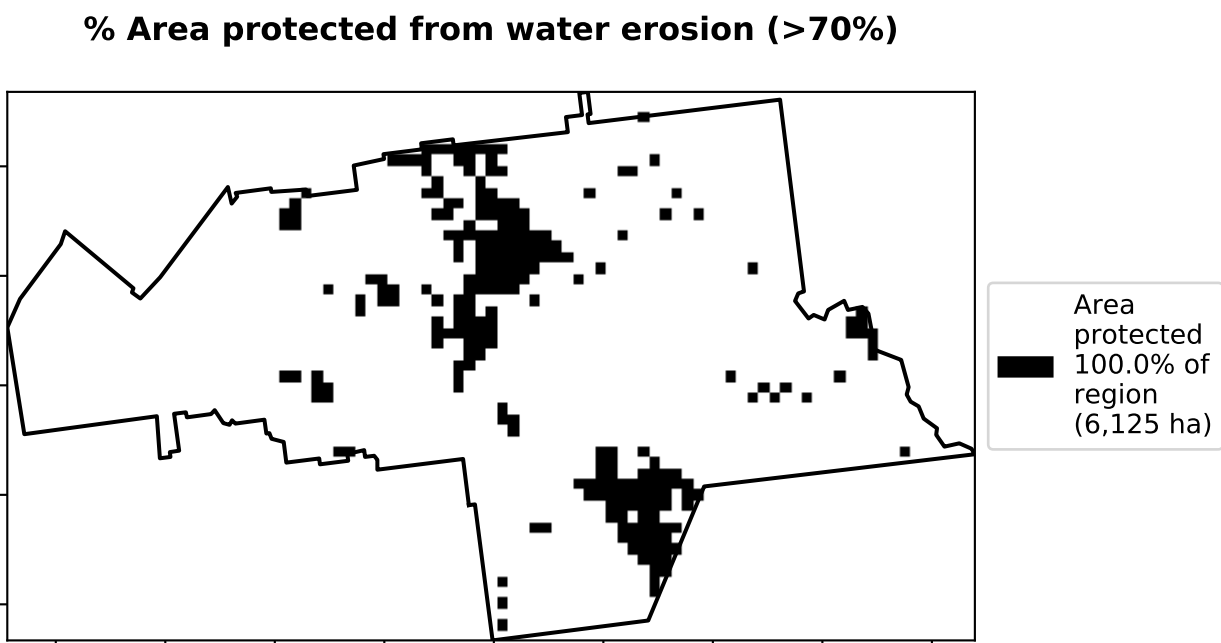 % Area protected from water erosion (>70%)
Area
protected
100.0% of
region
(6,125 ha)